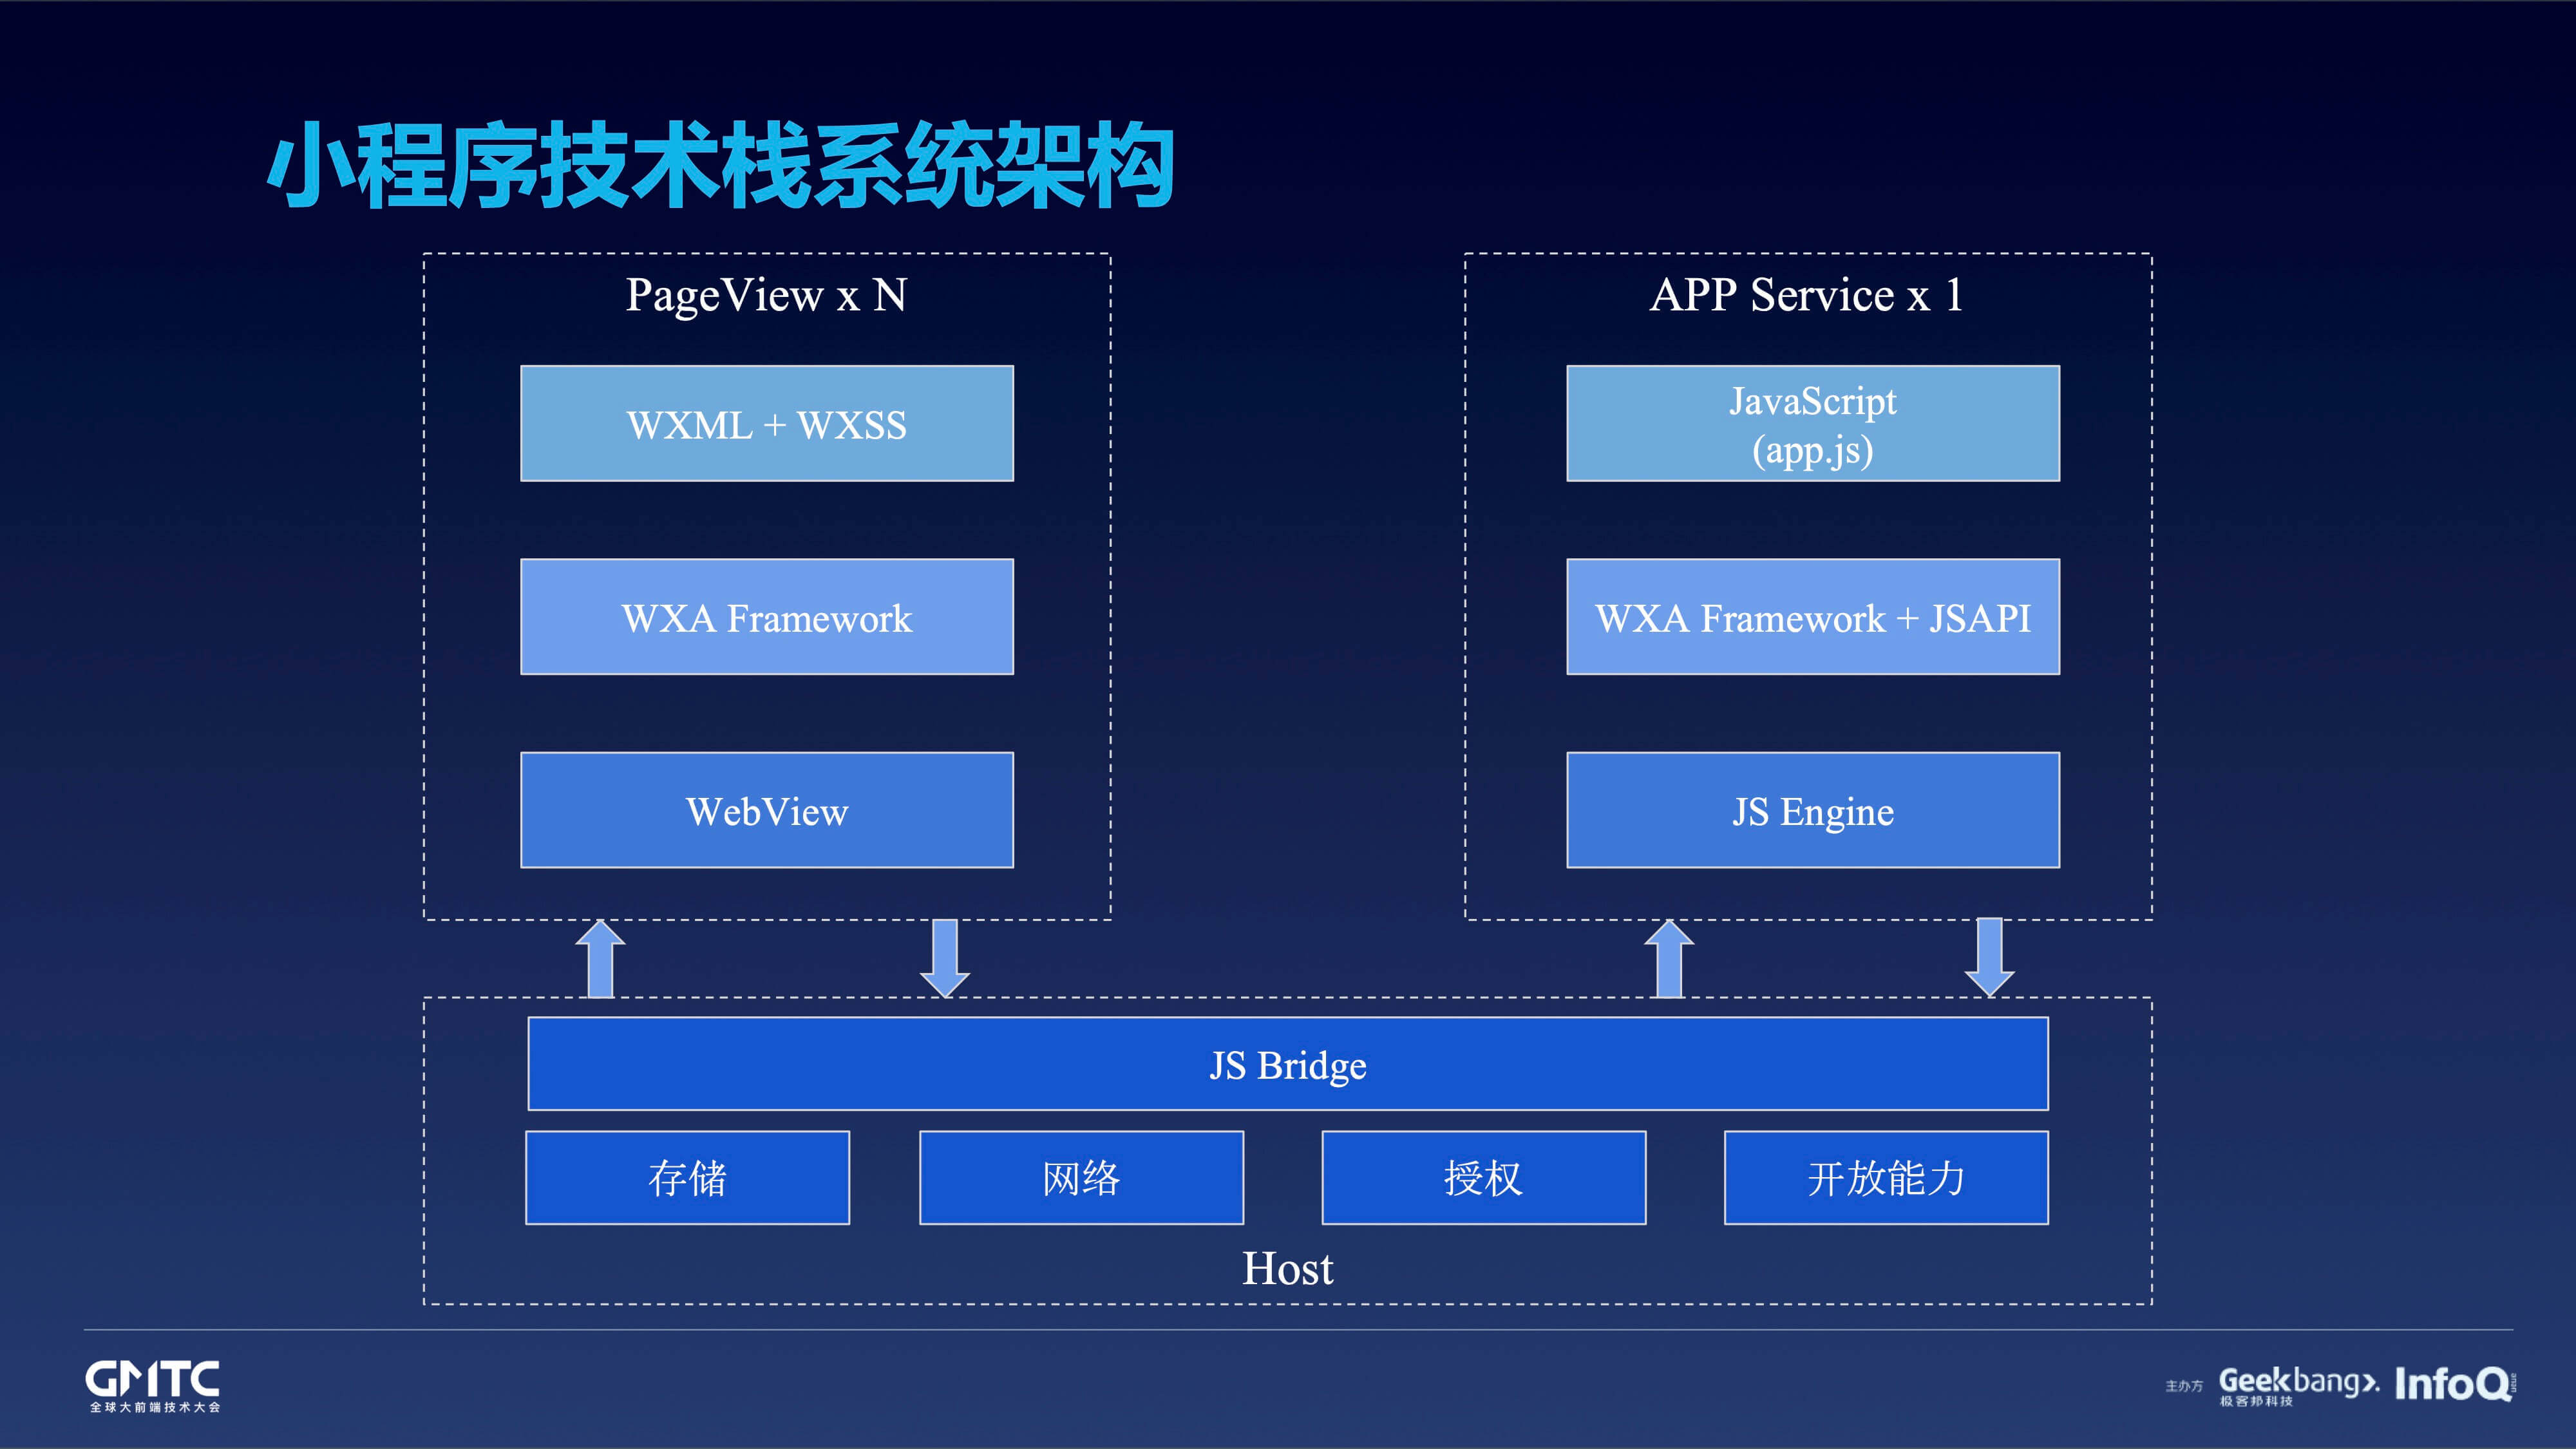 小程序技术栈系统架构
PageView x N
WXML + WXSS
WXA Framework
WebView
APP Service x 1
JavaScript
(app.js)
WXA Framework + JSAPI
JS Engine
JS Bridge
存储
网络
授权
开放能力
Host
GMTC
全球大前端技术大会
主办方
Geekbang>.
极客邦科技
InfoQ